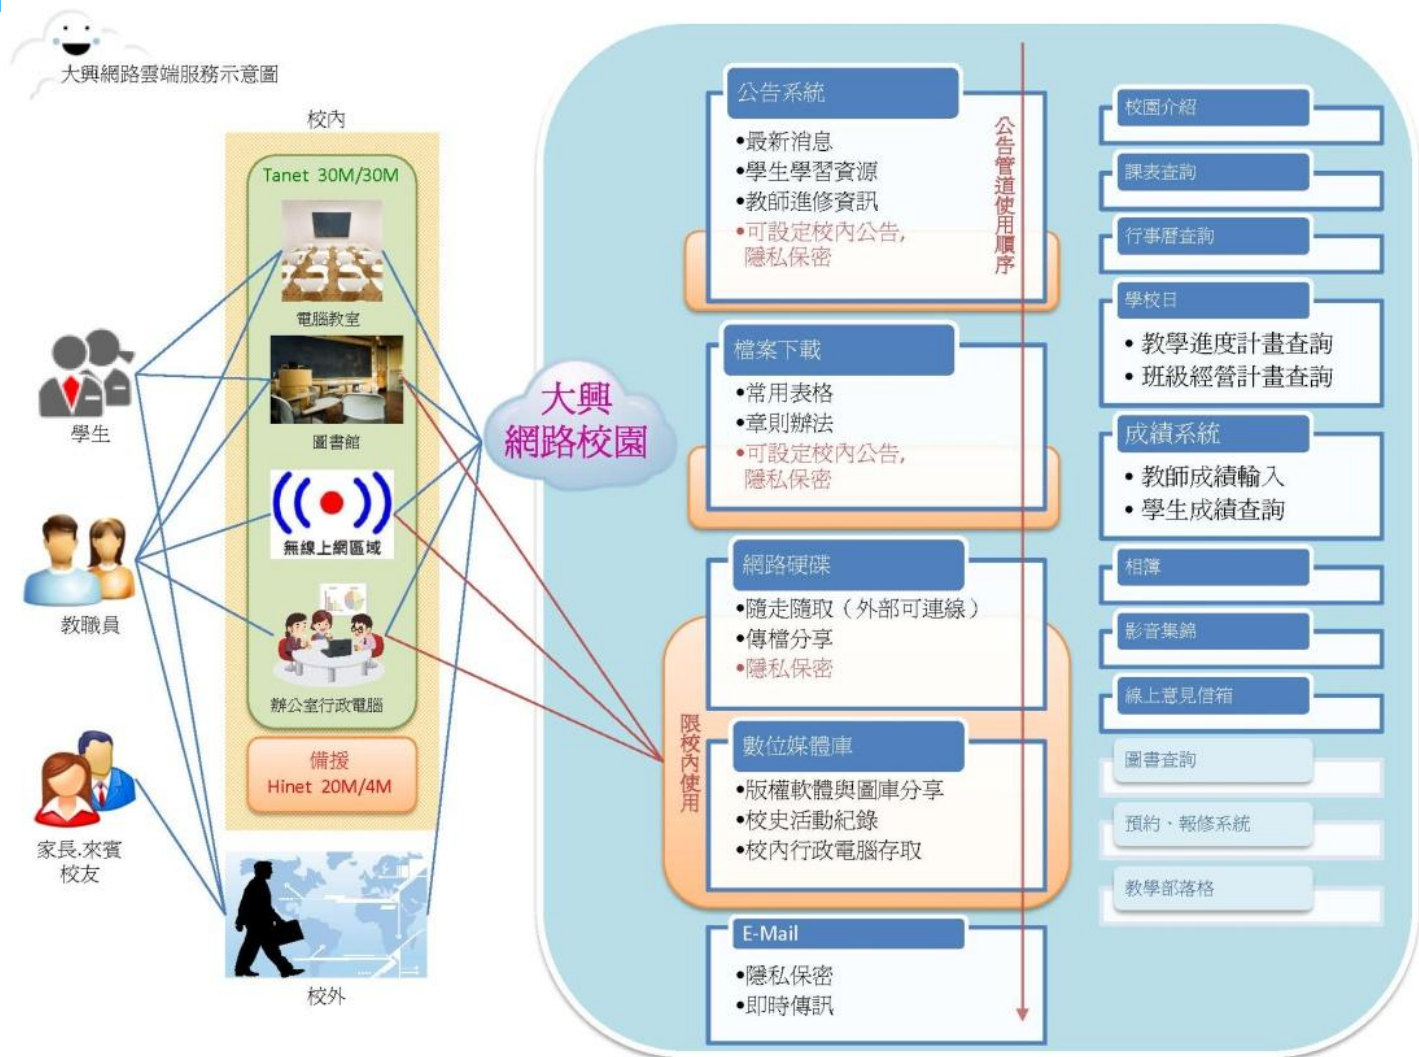 大興網路雲端服務示意圖
校內
Tanet 30M/30M
電腦教室
圖書館
無線上網區域
辦公室行政電腦
備援
Hinet 20M/4M
校外
學生
教職員
家長.來賓
校友
大興
網路校園
公告系統
•最新消息
•學生學習資源
•教師進修資訊
•可設定校內公告,
隱私保密
檔案下載
•常用表格
•章則辦法
•可設定校內公告,
隱私保密
網路硬碟
•隨走隨取（外部可連線）
•傳檔分享
•隱私保密
數位媒體庫
•版權軟體與圖庫分享
•校史活動紀錄
•校內行政電腦存取
E-Mail
•隱私保密
•即時傳訊
限校內使用
公告管道使用順序
校園介紹
課表查詢
行事曆查詢
學校日
• 教學進度計畫查詢
• 班級經營計畫查詢
成績系統
• 教師成績輸入
• 學生成績查詢
相簿
影音集錦
線上意見信箱
圖書查詢
預約、報修系統
教學部落格